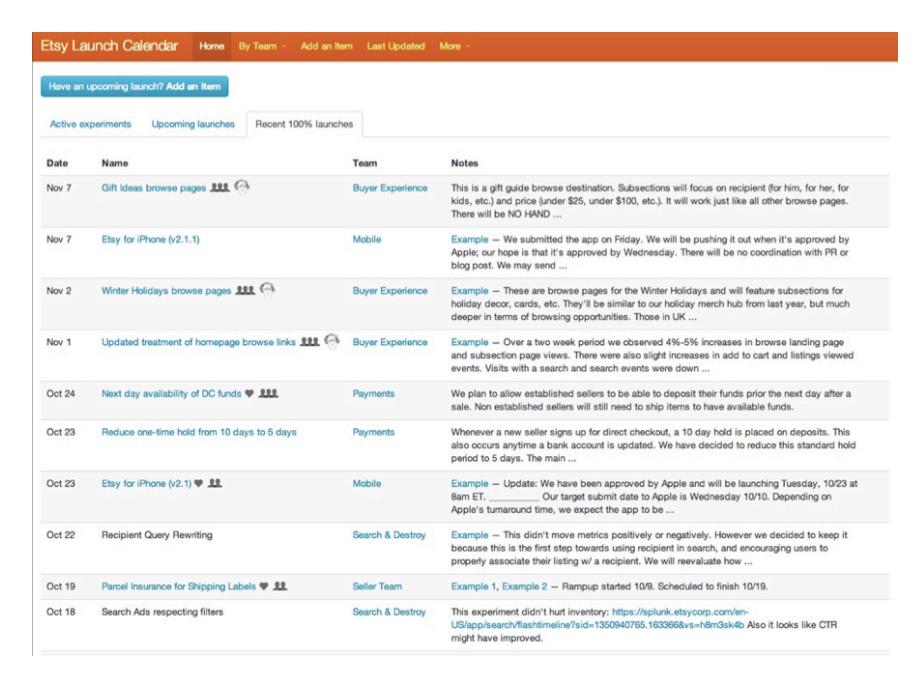 Etsy Launch Calendar Home By Team Add an Item Last Updated More
Have an upcoming launch? Add an Item
Active experiments Upcoming launches Recent 100% launches
Date Name Team Notes
Nov 7 Gift Ideas browse pages Buyer Experience This is a gift guide browse destination. Subsections will focus on recipient (for him, for her, for
kids, etc.) and price (under $25, under $100, etc.). It will work just like all other browse pages.
There will be NO HAND ...
Nov 7 Etsy for iPhone (v2.1.1) Mobile Example — We submitted the app on Friday. We will be pushing it out when it's approved by
Apple; our hope is that it's approved by Wednesday. There will be no coordination with PR or
blog post. We may send ...
Nov 2 Winter Holidays browse pages Buyer Experience Example — These are browse pages for the Winter Holidays and will feature subsections for
holiday decor, cards, etc. They'll be similar to our holiday merch hub from last year, but much
deeper in terms of browsing opportunities. Those in UK ...
Nov 1 Updated treatment of homepage browse links Buyer Experience Example — Over a two week period we observed 4%-5% increases in browse landing page
and subsection page views. There were also slight increases in add to cart and listings viewed
events. Visits with a search and search events were down ...
Oct 24 Next day availability of DC funds Payments We plan to allow established sellers to be able to deposit their funds prior the next day after a
sale. Non established sellers will still need to ship items to have available funds.
Oct 23 Reduce one-time hold from 10 days to 5 days Payments Whenever a new seller signs up for direct checkout, a 10 day hold is placed on deposits. This
also occurs anytime a bank account is updated. We have decided to reduce this standard hold
period to 5 days. The main ...
Oct 23 Etsy for iPhone (v2.1) Mobile Example — Update: We have been approved by Apple and will be launching Tuesday, 10/23 at
8am ET. __________ Our target submit date to Apple is Wednesday 10/10. Depending on
Apple's turnaround time, we expect the app to be ...
Oct 22 Recipient Query Rewriting Search & Destroy Example — This didn't move metrics positively or negatively. However we decided to keep it
because this is the first step towards using recipient in search, and encouraging users to
properly associate their listing w/ a recipient. We will reevaluate how ...
Oct 19 Parcel Insurance for Shipping Labels Seller Team Example 1, Example 2 — Rampup started 10/9. Scheduled to finish 10/19.
Oct 18 Search Ads respecting filters Search & Destroy This experiment didn't hurt inventory: https://splunk.etsycorp.com/en-
US/app/search/flashtimeline?sid=1350940765.163366&vs=h8m3sk4b Also it looks like CTR
might have improved.